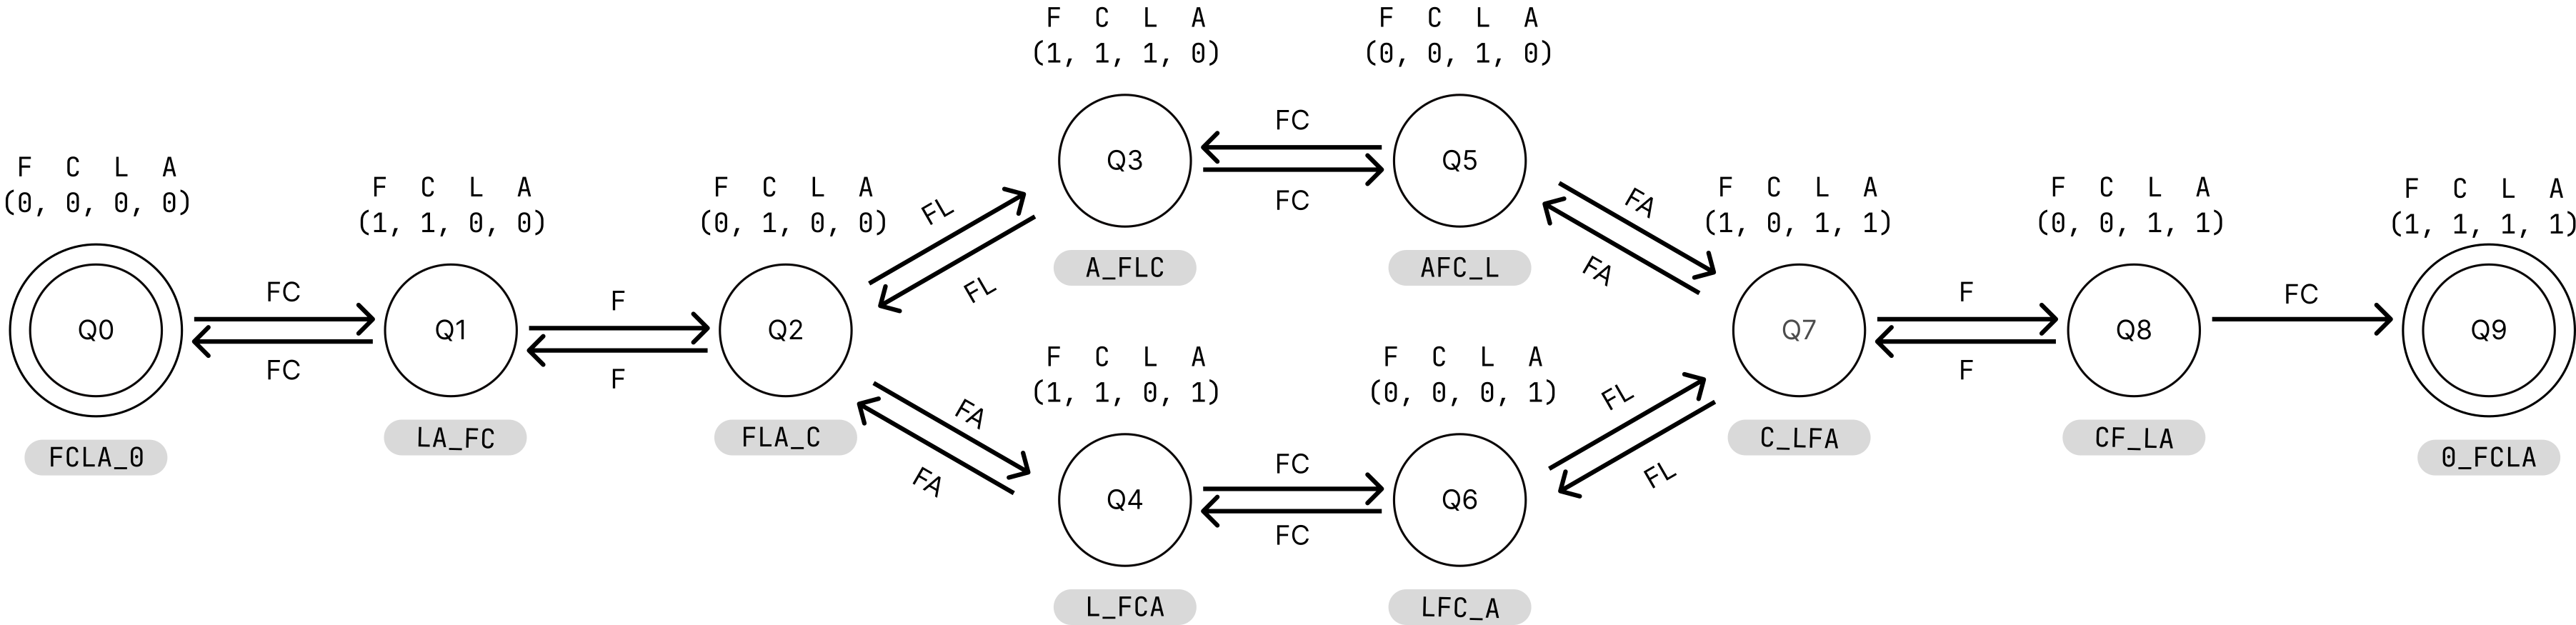 F C L A
(0, 0, 0, 0)
Q0
FCLA_0
FC
FC
F C L A
(1, 1, 0, 0)
Q1
LA_FC
F
F
F C L A
(0, 1, 0, 0)
Q2
FLA_C
FL
FL
F C L A
(1, 1, 1, 0)
Q3
A_FLC
FC
FC
F C L A
(0, 0, 1, 0)
Q5
AFC_L
FA
FA
FA
FA
F C L A
(1, 1, 0, 1)
Q4
L_FCA
FC
FC
F C L A
(0, 0, 0, 1)
Q6
LFC_A
FL
FL
F C L A
(1, 0, 1, 1)
Q7
C_LFA
F
F
F C L A
(0, 0, 1, 1)
Q8
CF_LA
FC
F C L A
(1, 1, 1, 1)
Q9
0_FCLA